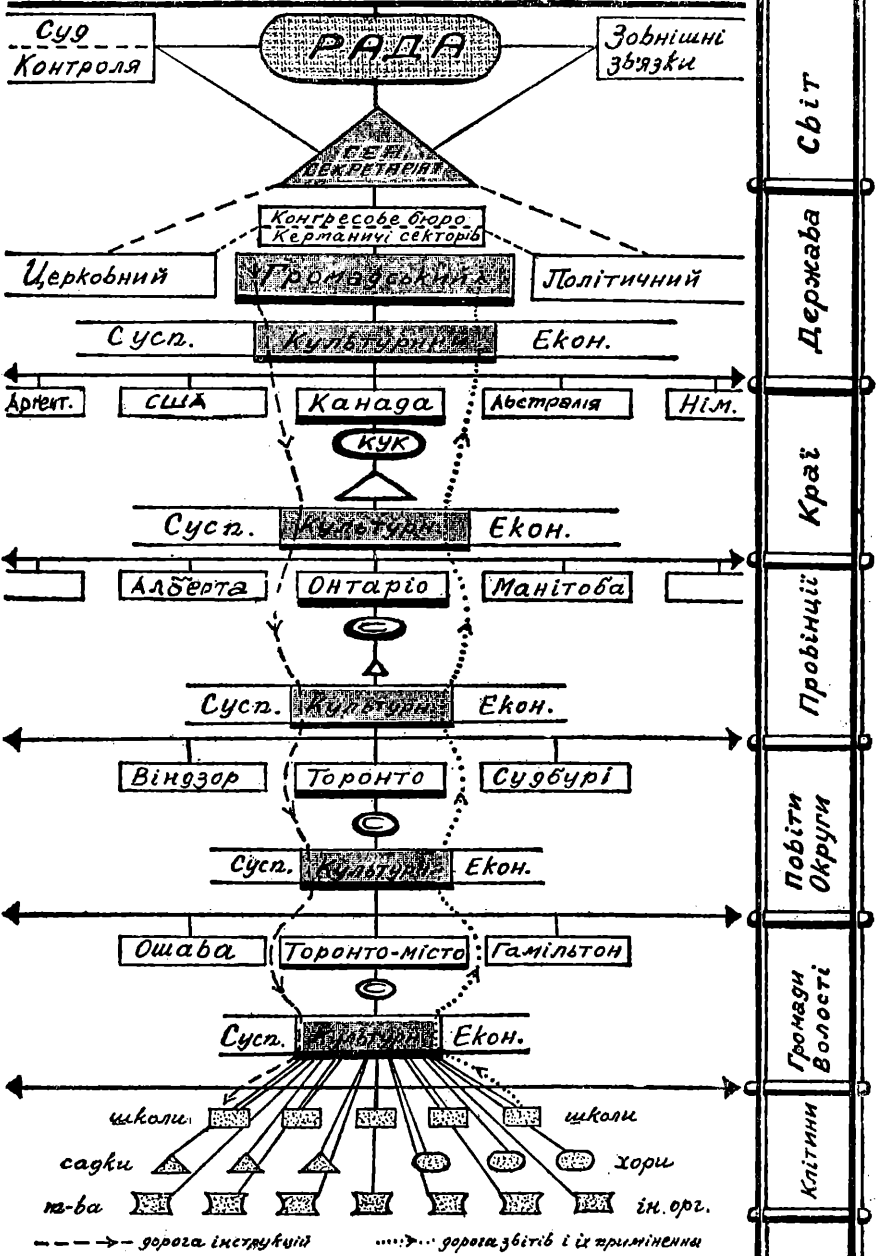 Суд
Контроля
РАДА
Зовнішні
зв'язки
ГЕН.
СЕКРЕТАРІЯТ
Конгресове бюро
Керманичі секторів
Церковний
Громадський
Політичний
Сусп.
Культурний
Екон.
Аргент.
США
Канада
Австралія
Нім.
КУК
Сусп.
Культурн.
Екон.
Алберта
Онтаріо
Манітоба
С
Сусп.
Культурн.
Екон.
Віндзор
Торонто
Судбурі
С
Сусп.
Культурн.
Екон.
Ошава
Торонто-місто
Гамільтон
С
Сусп.
Культурн.
Екон.
школи
школи
садки
хори
т-ва
ін. орг.
дорога інструкцій
дорога звітів і їх приміненны
Світ
Держава
Краї
Провінції
Повіти
Округи
Громади
Волості
Клітини